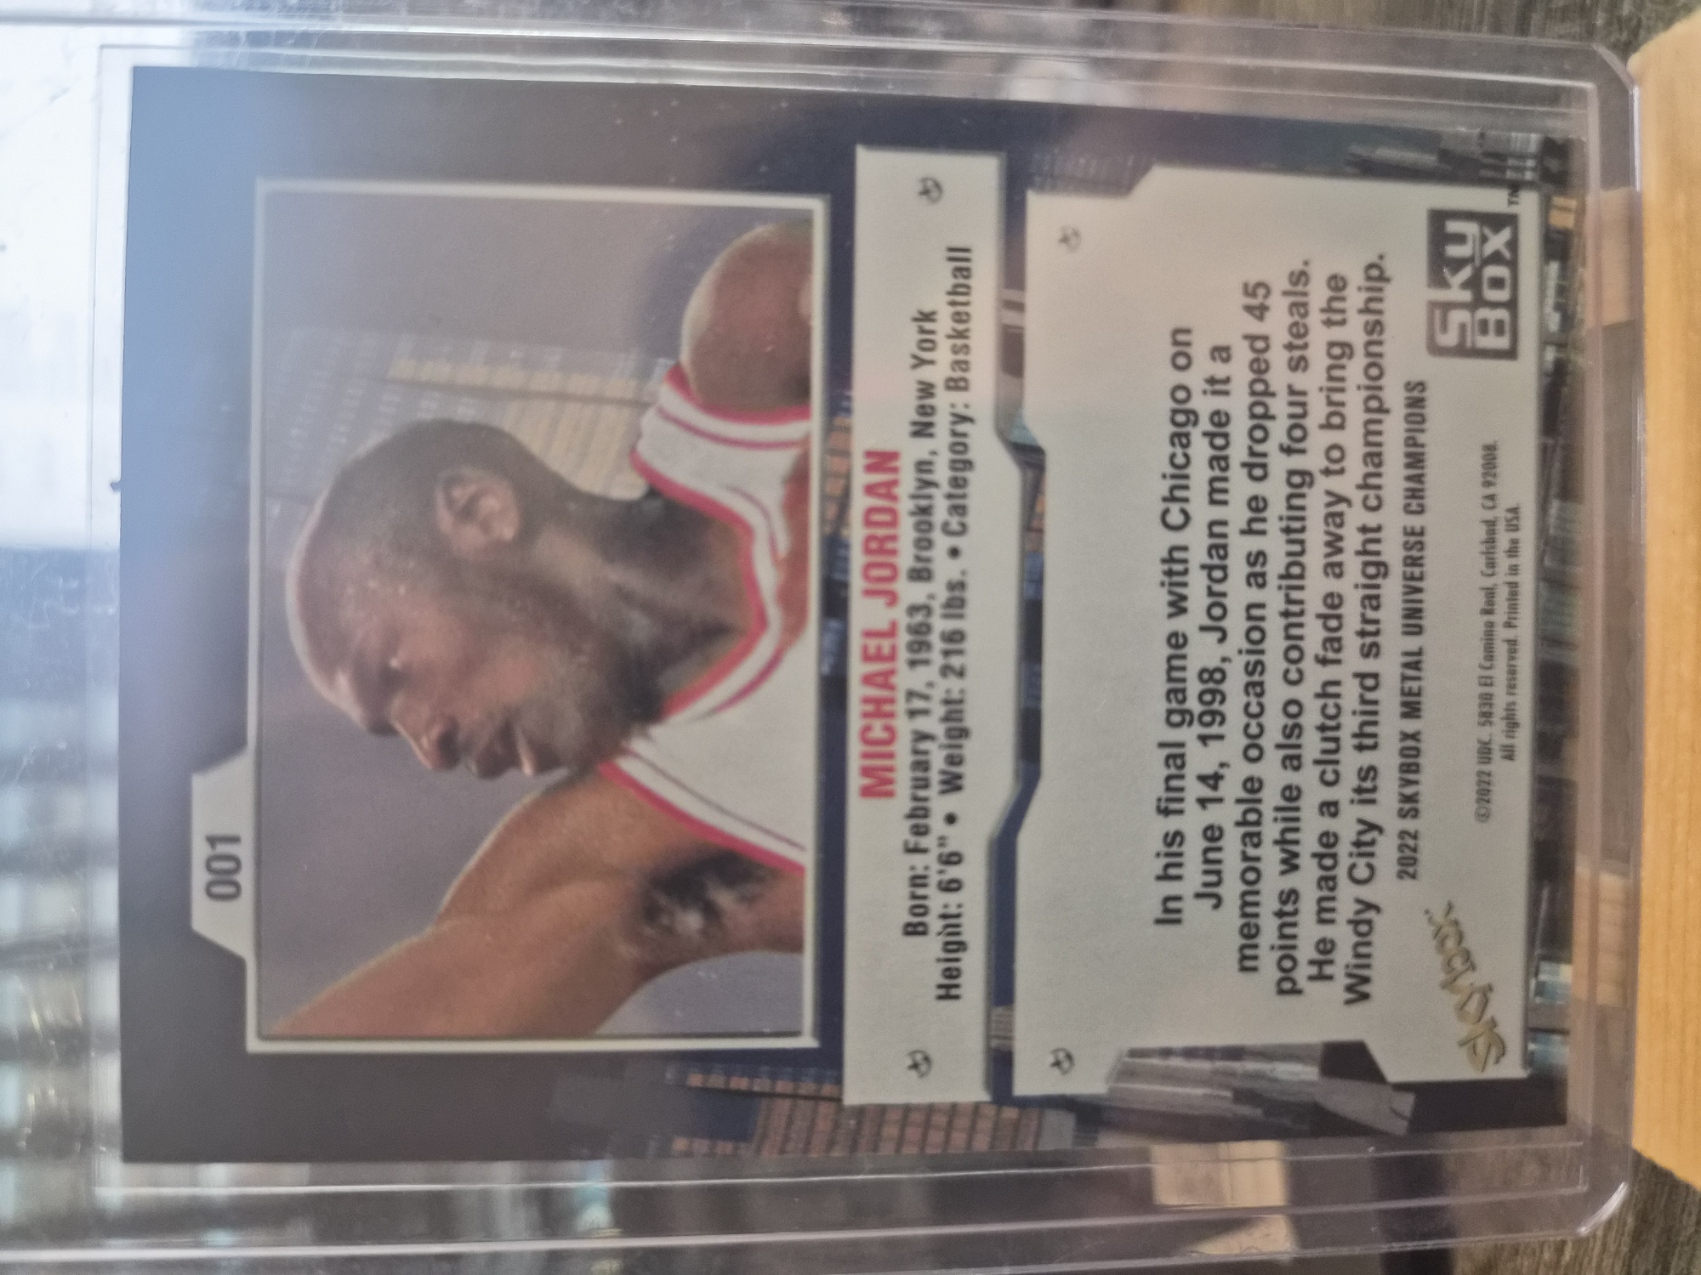 001
MICHAEL JORDAN
Born: February 17, 1963, Brooklyn, New York
Height: 6'6" • Weight: 216 lbs. • Category: Basketball
In his final game with Chicago on
June 14, 1998, Jordan made it a
memorable occasion as he dropped 45
points while also contributing four steals.
He made a clutch fade away to bring the
Windy City its third straight championship.
2022 SKYBOX METAL UNIVERSE CHAMPIONS
©2022 UDC. 5830 El Camino Real, Carlsbad, CA 92008.
All rights reserved. Printed in the USA.
Skybox
Sky
Box
TM